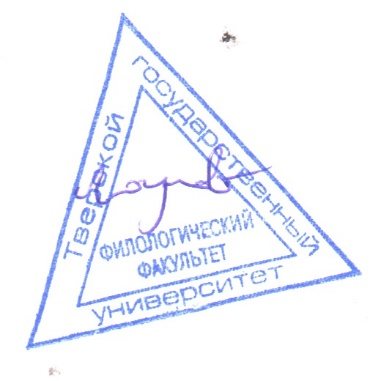 Тверской
государственный
университет
ФИЛОЛОГИЧЕСКИЙ
ФАКУЛЬТЕТ